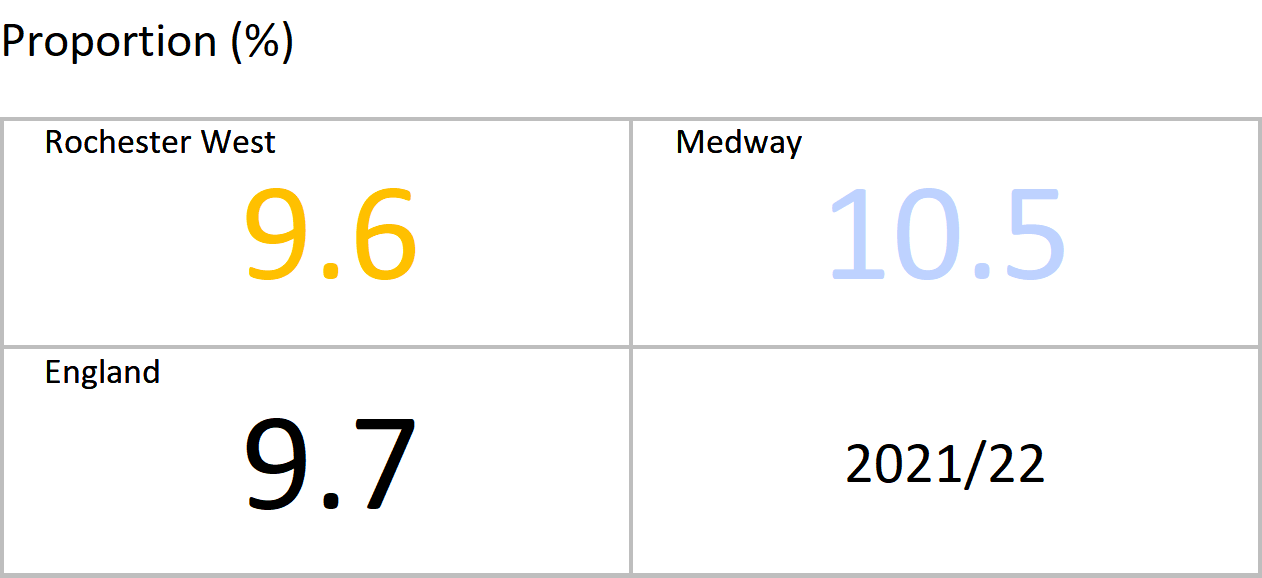 Proportion (%)
Rochester West
9.6
Medway
10.5
England
9.7
2021/22